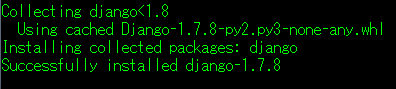 Collecting django<1.8
  Using cached Django-1.7.8-py2.py3-none-any.whl
Installing collected packages: django
Successfully installed django-1.7.8